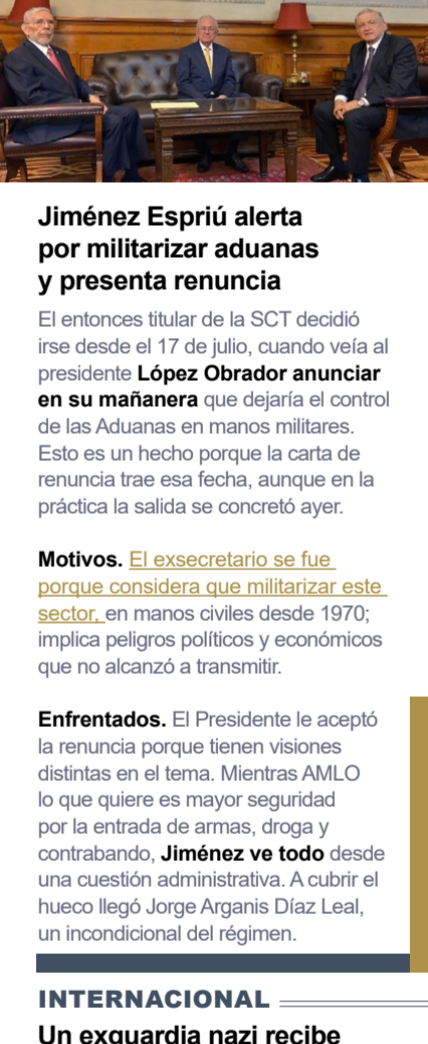 Jiménez Espriú alerta
por militarizar aduanas
y presenta renuncia
El entonces titular de la SCT decidió
irse desde el 17 de julio, cuando veía al
presidente López Obrador anunciar
en su mañanera que dejaría el control
de las Aduanas en manos militares.
Esto es un hecho porque la carta de
renuncia trae esa fecha, aunque en la
práctica la salida se concretó ayer.
Motivos. El exsecretario se fue
porque considera que militarizar este
sector, en manos civiles desde 1970;
implica peligros políticos y económicos
que no alcanzó a transmitir.
Enfrentados. El Presidente le aceptó
la renuncia porque tienen visiones
distintas en el tema. Mientras AMLO
lo que quiere es mayor seguridad
por la entrada de armas, droga y
contrabando, Jiménez ve todo desde
una cuestión administrativa. A cubrir el
hueco llegó Jorge Arganis Díaz Leal,
un incondicional del régimen.
INTERNACIONAL
Un exguardia nazi recibe